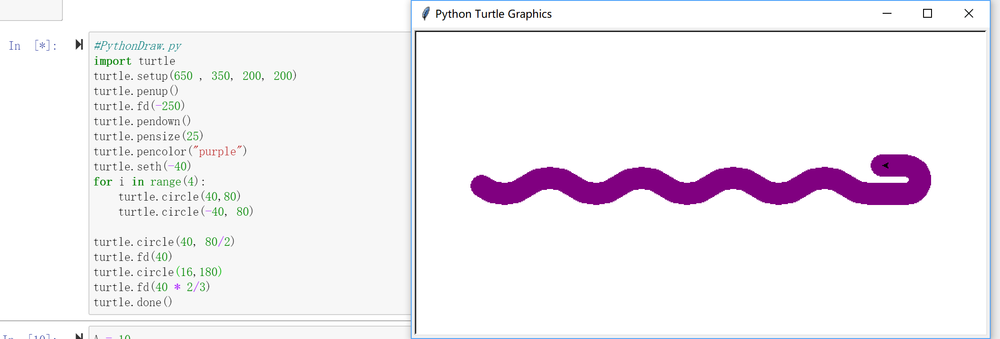 Python Turtle Graphics
In [*]:
#PythonDraw.py
import turtle
turtle.setup(650 , 350, 200, 200)
turtle.penup()
turtle.fd(-250)
turtle.pendown()
turtle.pensize(25)
turtle.pencolor("purple")
turtle.seth(-40)
for i in range(4):
    turtle.circle(40,80)
    turtle.circle(-40, 80)
turtle.circle(40, 80/2)
turtle.fd(40)
turtle.circle(16,180)
turtle.fd(40 * 2/3)
turtle.done()
In [10]:
A = 10